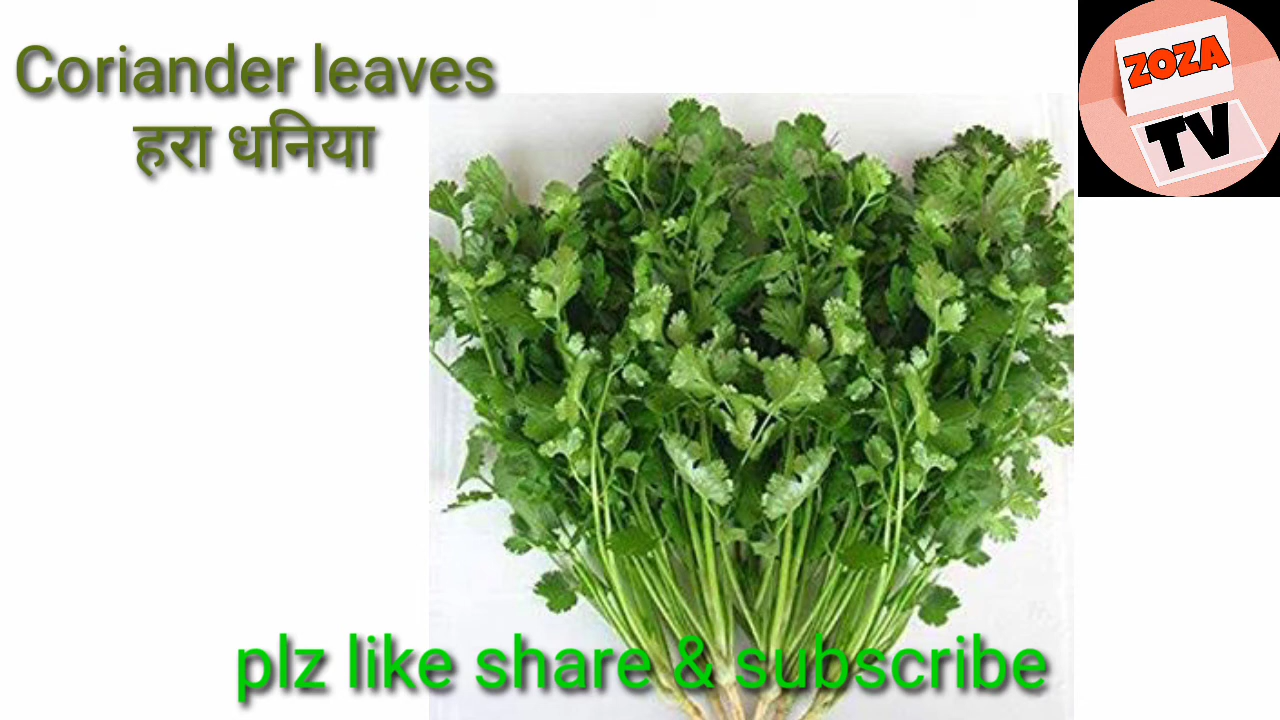 Coriander leaves
हरा धनिया
ZOZA
TV
plz like share & subscribe